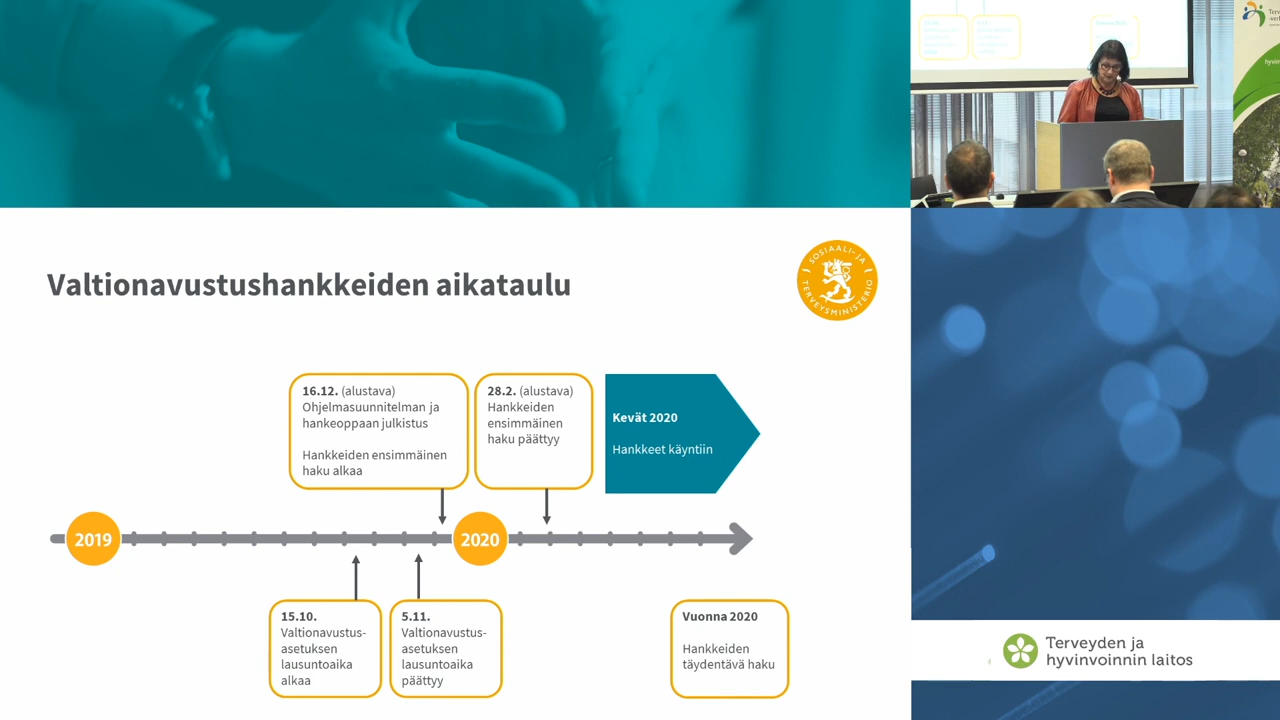 Valtionavustushankkeiden aikataulu
SOSIAALI- JA
TERVEYSMINISTERIÖ
16.12. (alustava)
Ohjelmasuunnitelman ja
hankeoppaan julkistus
Hankkeiden ensimmäinen
haku alkaa
28.2. (alustava)
Hankkeiden
ensimmäinen
haku päättyy
Kevät 2020
Hankkeet käyntiin
2019
2020
15.10.
Valtionavustus-
asetuksen
lausuntoaika
alkaa
5.11.
Valtionavustus-
asetuksen
lausuntoaika
päättyy
Vuonna 2020
Hankkeiden
täydentävä haku
Terveyden ja
hyvinvoinnin laitos